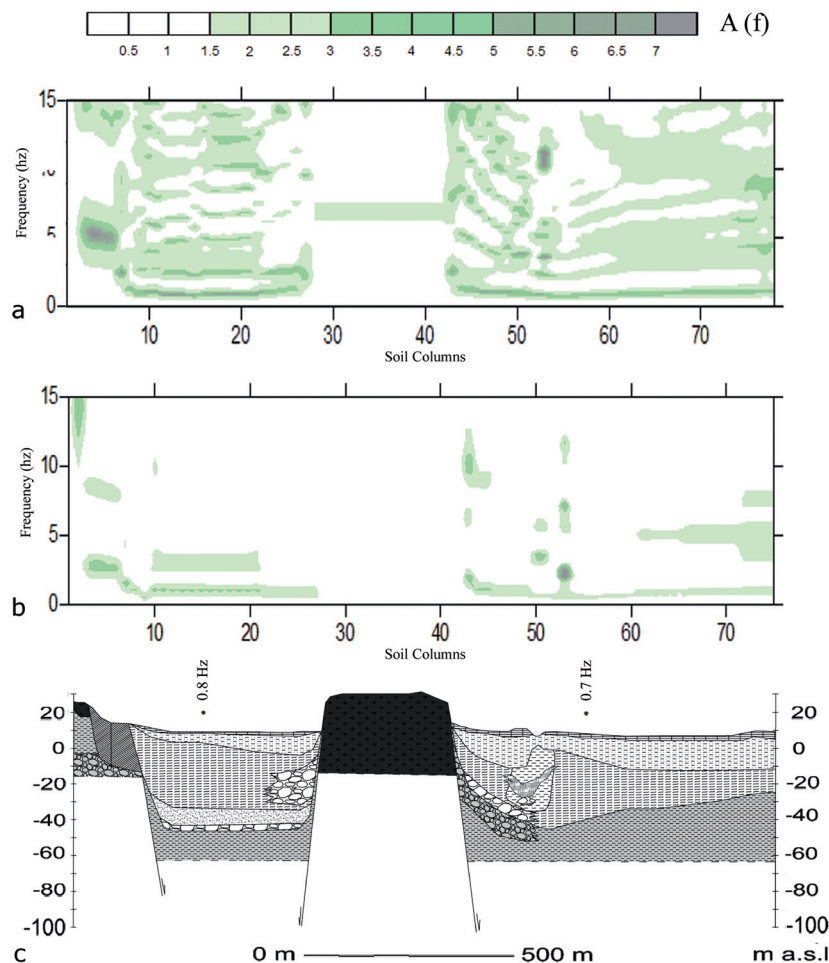 A (f)
0.5 1 1.5 2 2.5 3 3.5 4 4.5 5 5.5 6 6.5 7
15
Frequency (hz)
5
0
a
10 20 30 40 50 60 70
Soil Columns
15
10
Frequency (hz)
5
0
b
10 20 30 40 50 60 70
Soil Columns
0.8 Hz 0.7 Hz
20 20
0 0
-20 -20
-40 -40
-60 -60
-80 -80
-100 -100
c 0 m 500 m m a.s.l